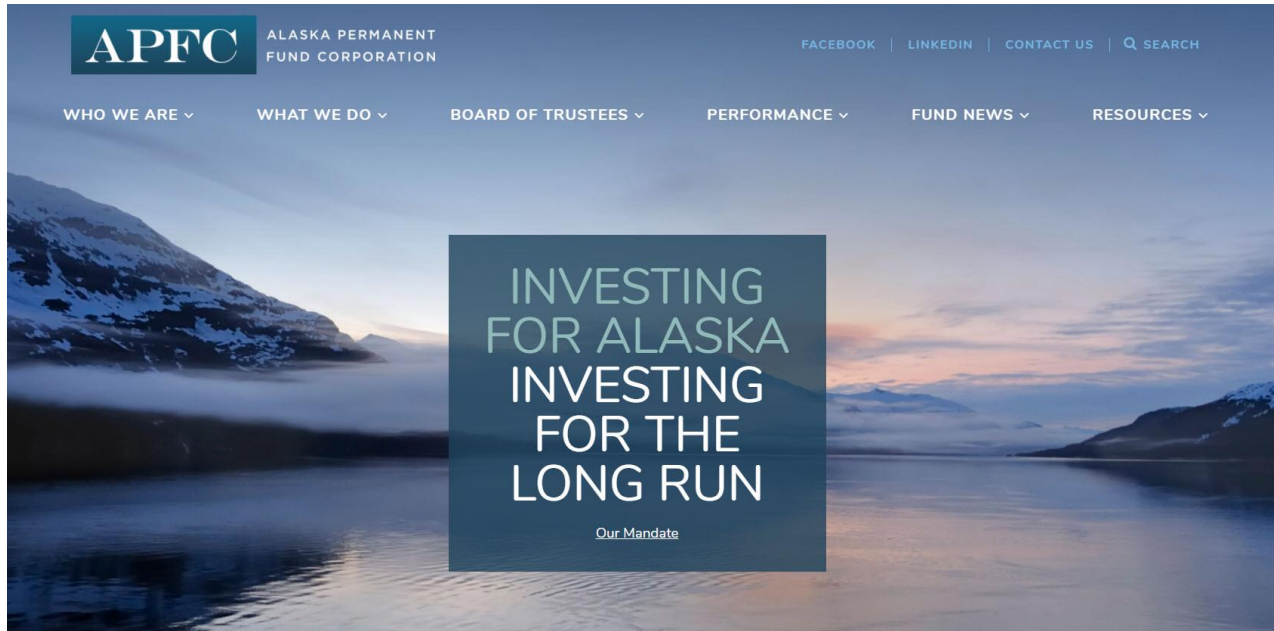 APFC
ALASKA PERMANENT
FUND CORPORATION
FACEBOOK | LINKEDIN | CONTACT US | SEARCH
WHO WE ARE WHAT WE DO BOARD OF TRUSTEES PERFORMANCE FUND NEWS RESOURCES
INVESTING
FOR ALASKA
INVESTING
FOR THE
LONG RUN
Our Mandate